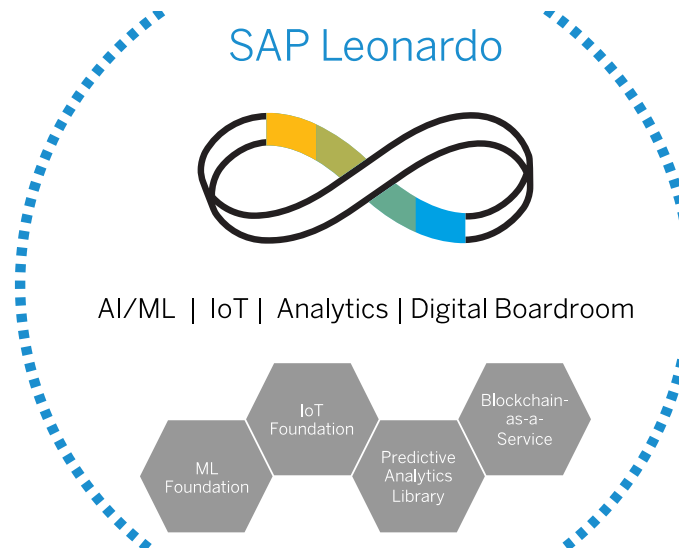 SAP Leonardo
AI/ML | IoT | Analytics | Digital Boardroom
ML
Foundation
IoT
Foundation
Predictive
Analytics
Library
Blockchain-
as-a-
Service